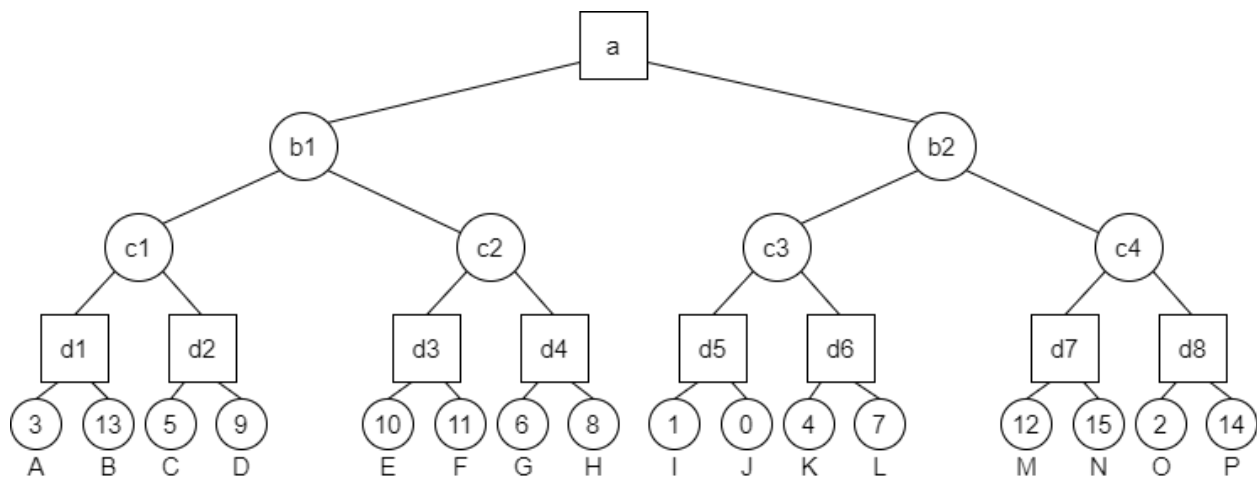 a
b1 b2
c1 c2 c3 c4
d1 d2 d3 d4 d5 d6 d7 d8
3 13 5 9 10 11 6 8 1 0 4 7 12 15 2 14
A B C D E F G H I J K L M N O P